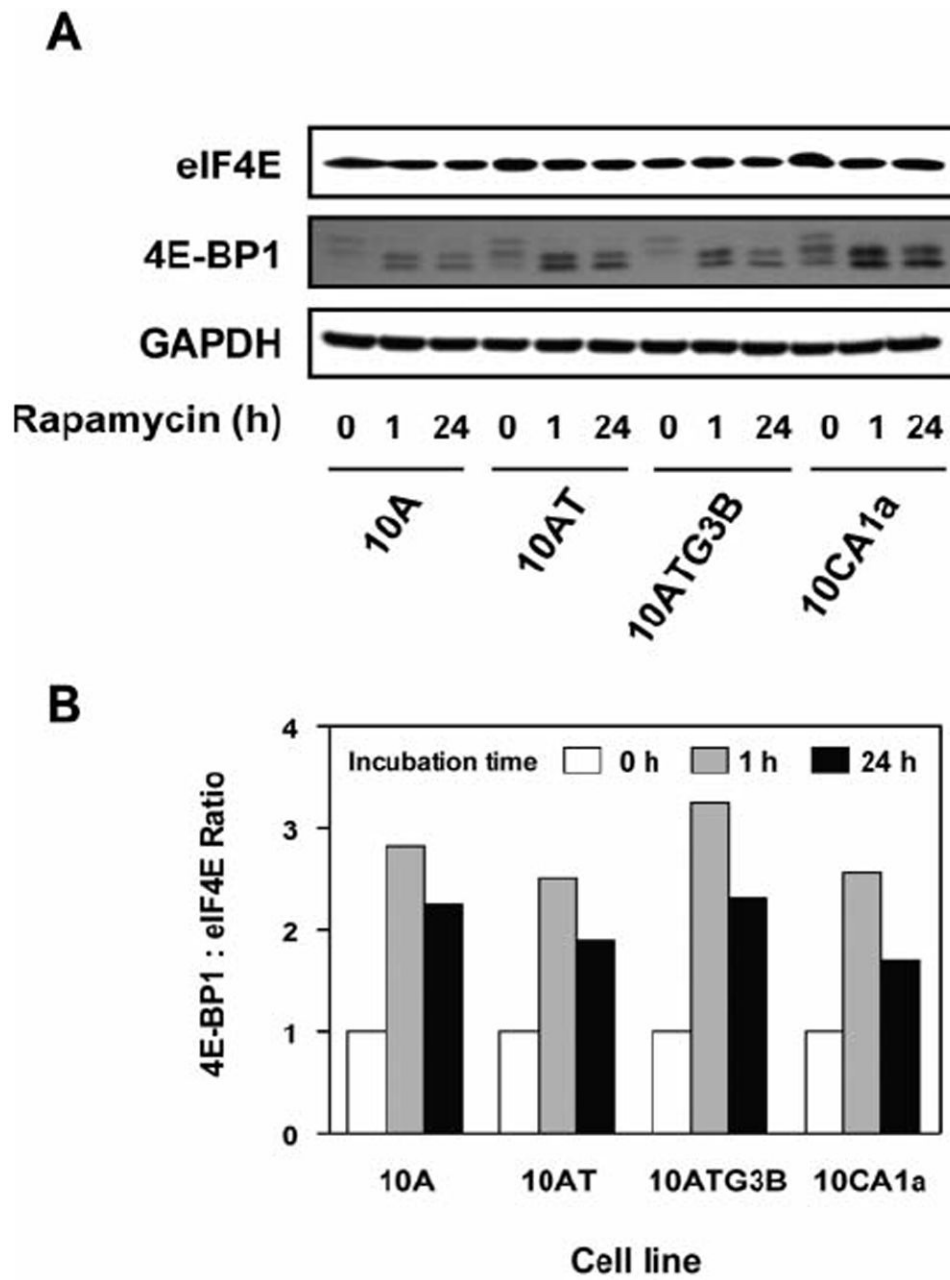 A
eIF4E
4E-BP1
GAPDH
Rapamycin (h) 0 1 24 0 1 24 0 1 24 0 1 24
10A 10AT 10ATG3B 10CA1a
B
4E-BP1 : eIF4E Ratio
4
Incubation time 0 h 1 h 24 h
3
2
1
0
10A 10AT 10ATG3B 10CA1a
Cell line